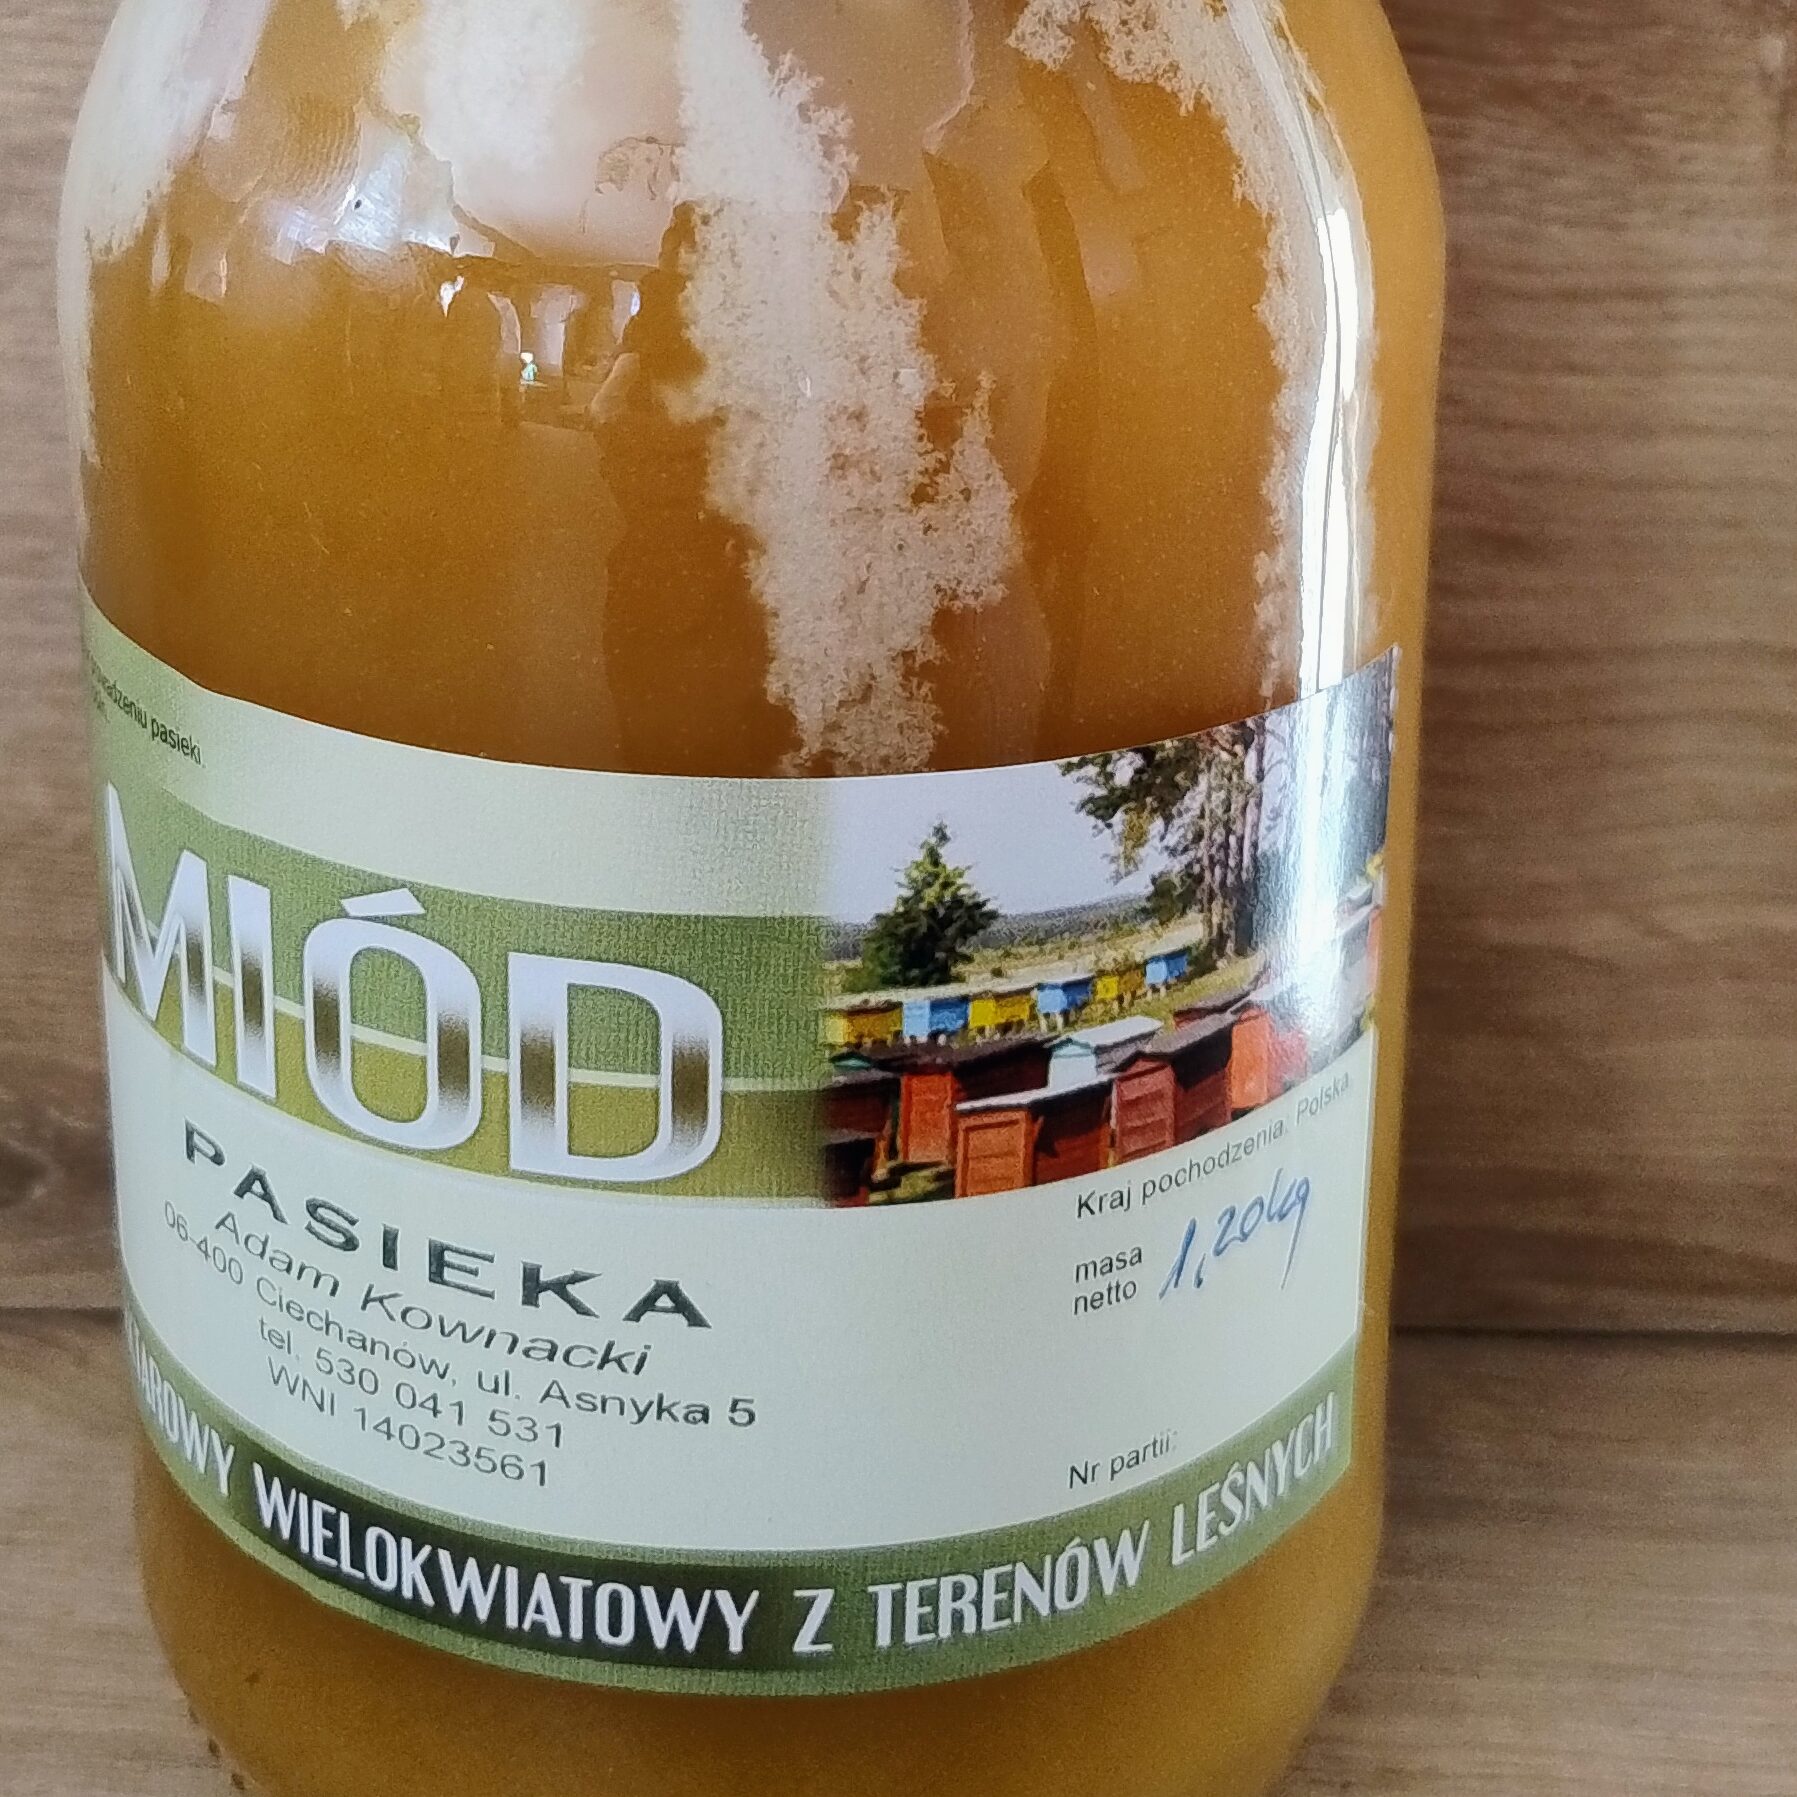 pasieki.
MIÓD
PASIEKA
Adam Kownacki
06-400 Ciechanów, ul. Asnyka 5
tel. 530 041 531
WNI 14023561
Kraj pochodzenia: Polska
masa
netto 1,20kg
Nr partii:
WIELOKWIATOWY Z TERENÓW LEŚNYCH